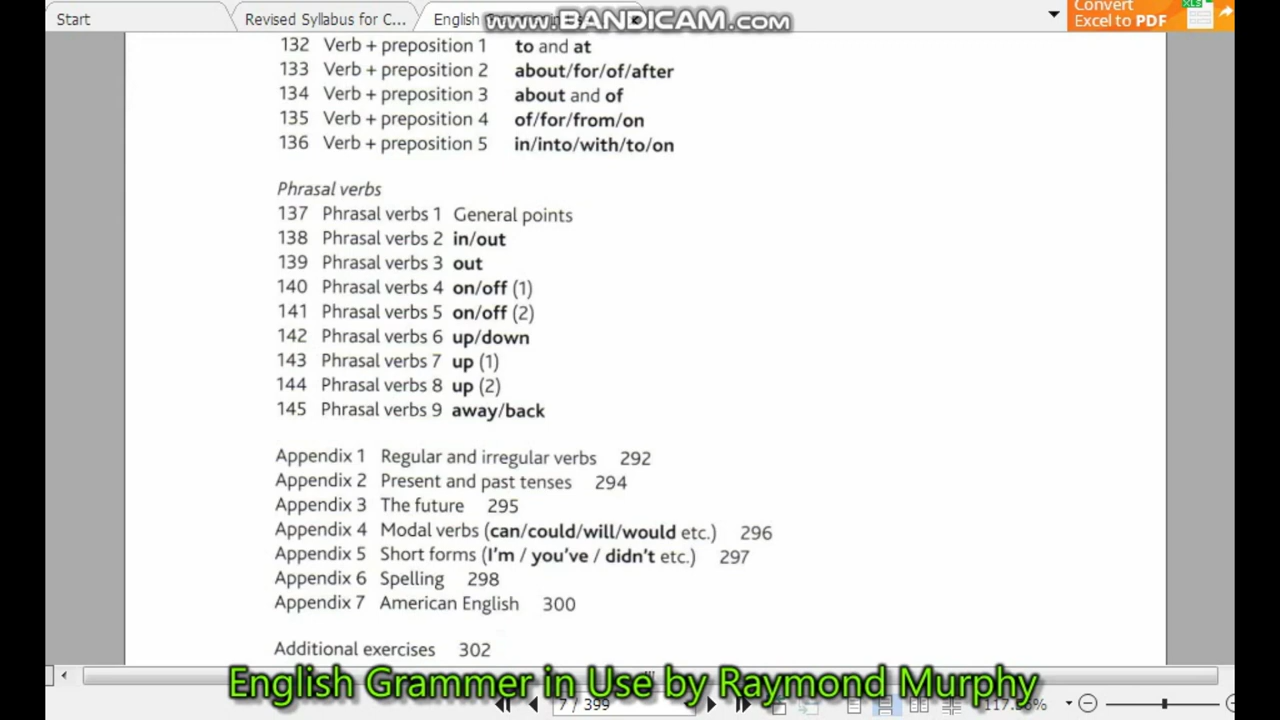 Start
Revised Syllabus for C...
English
www.BANDICAM.com
Convert
Excel to PDF
XLS
132 Verb + preposition 1 to and at
133 Verb + preposition 2 about/for/of/after
134 Verb + preposition 3 about and of
135 Verb + preposition 4 of/for/from/on
136 Verb + preposition 5 in/into/with/to/on
Phrasal verbs
137 Phrasal verbs 1 General points
138 Phrasal verbs 2 in/out
139 Phrasal verbs 3 out
140 Phrasal verbs 4 on/off (1)
141 Phrasal verbs 5 on/off (2)
142 Phrasal verbs 6 up/down
143 Phrasal verbs 7 up (1)
144 Phrasal verbs 8 up (2)
145 Phrasal verbs 9 away/back
Appendix 1 Regular and irregular verbs 292
Appendix 2 Present and past tenses 294
Appendix 3 The future 295
Appendix 4 Modal verbs (can/could/will/would etc.) 296
Appendix 5 Short forms (I'm / you've / didn't etc.) 297
Appendix 6 Spelling 298
Appendix 7 American English 300
Additional exercises 302
English Grammer in Use by Raymond Murphy
7 / 399